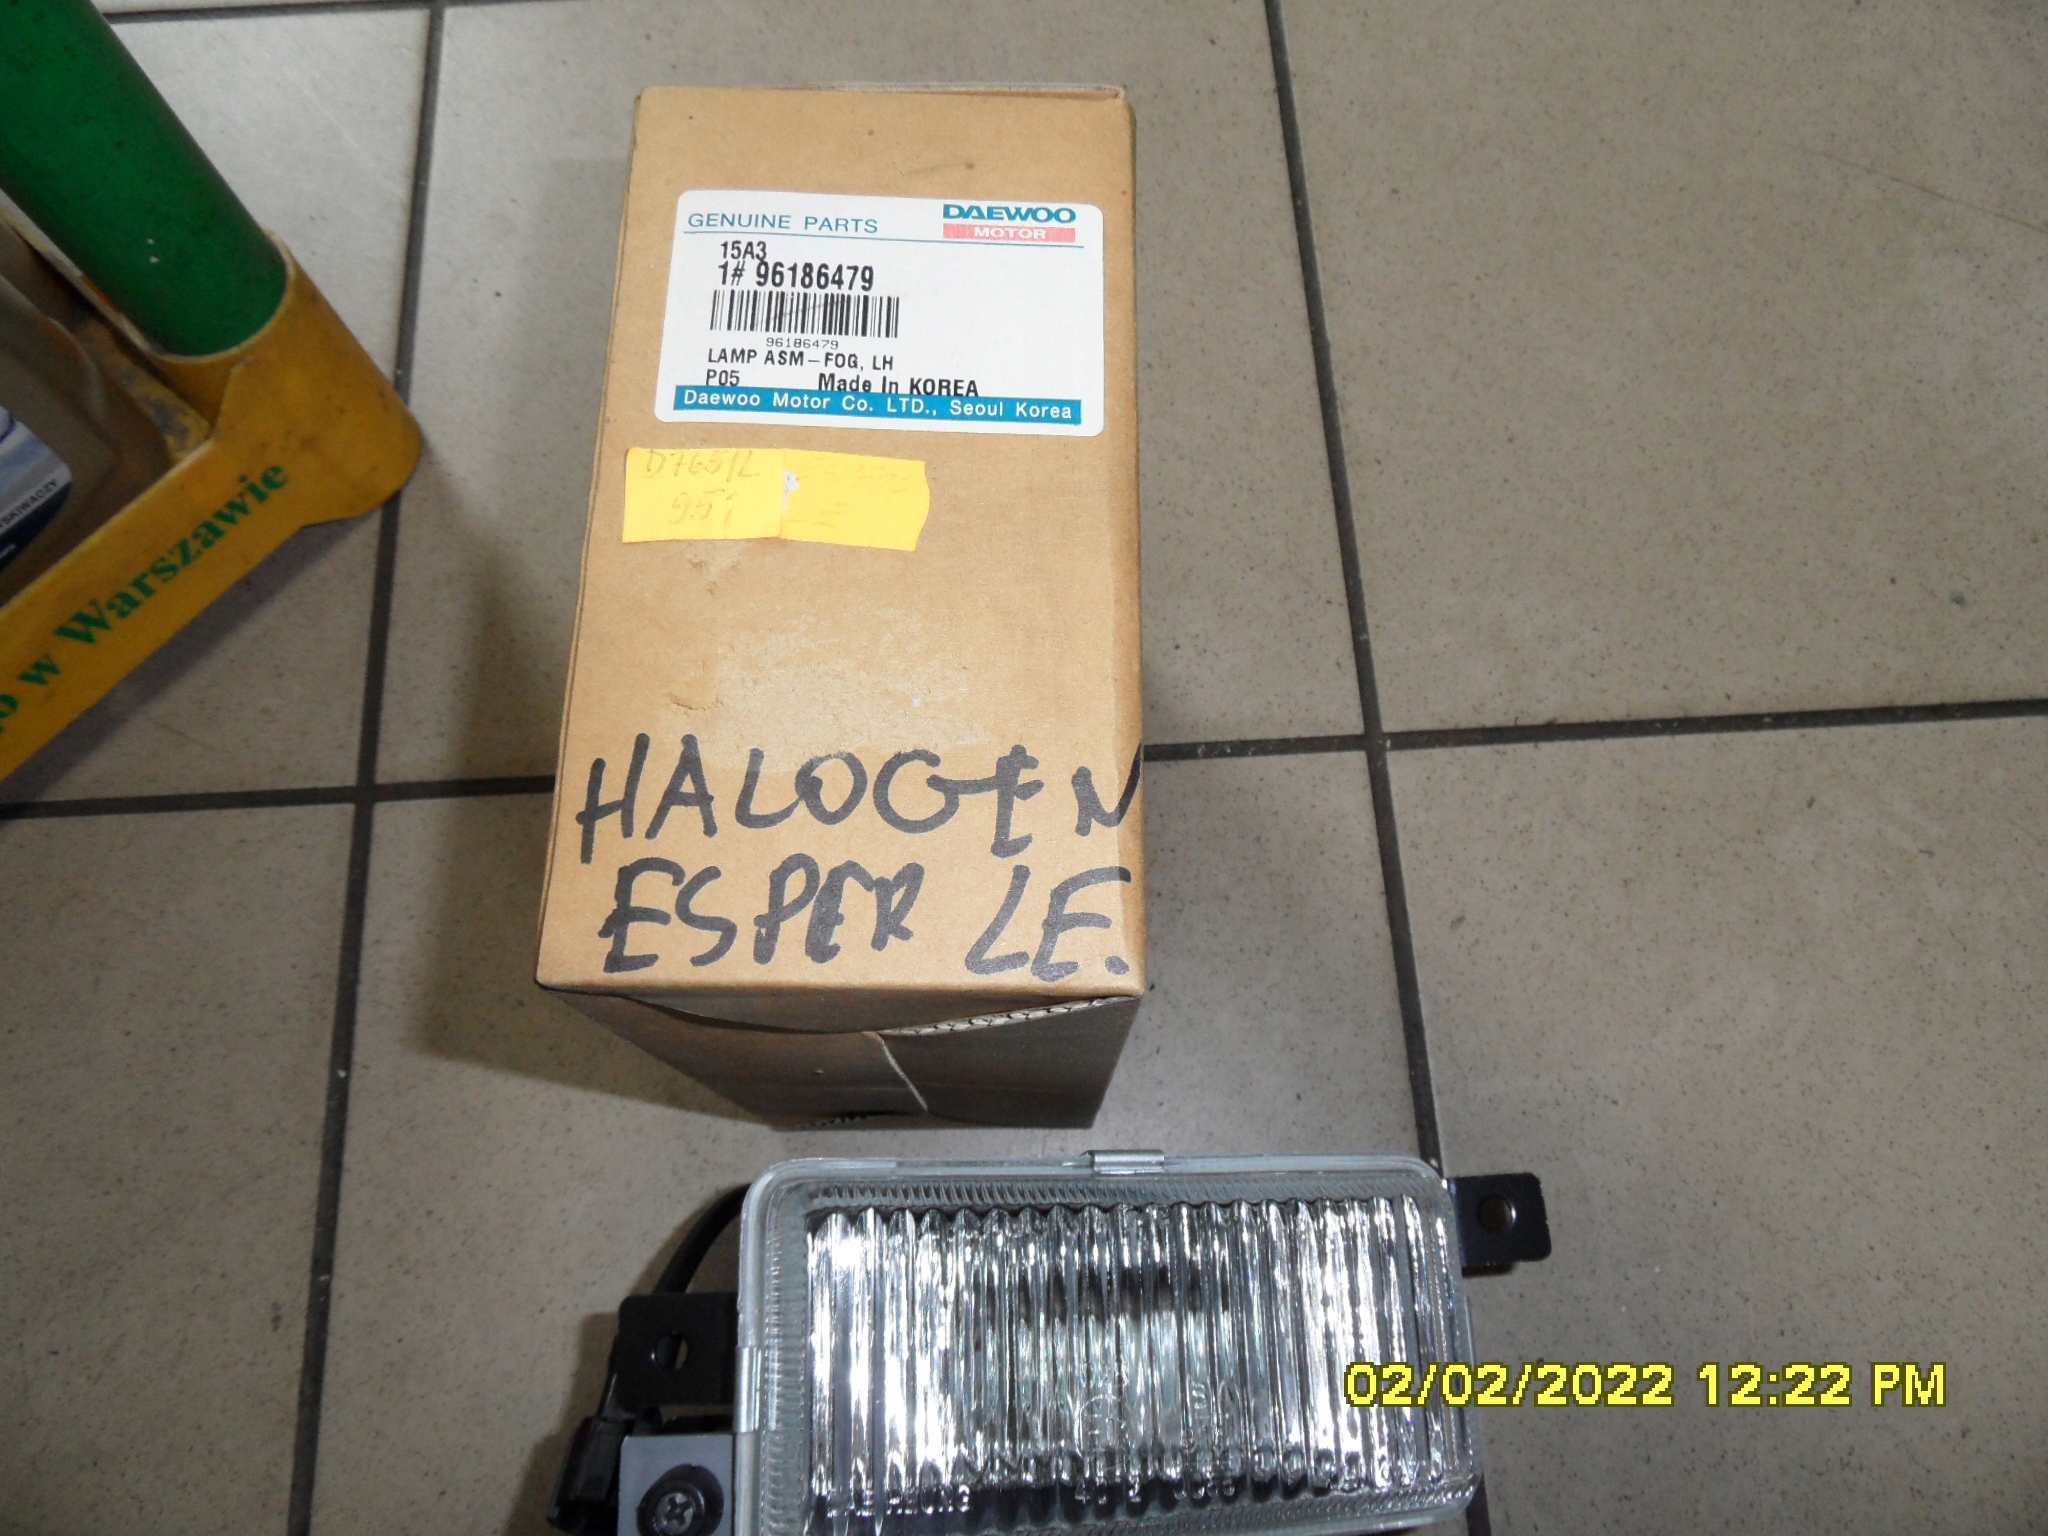 GENUINE PARTS
DAEWOO
MOTOR
15A3
1# 96186479
96186479
LAMP ASM-FOG, LH
P05 Made In KOREA
Daewoo Motor Co. LTD., Seoul Korea
D765/L
HALOGEN
ESPER LE.
w Warszawie
02/02/2022 12:22 PM